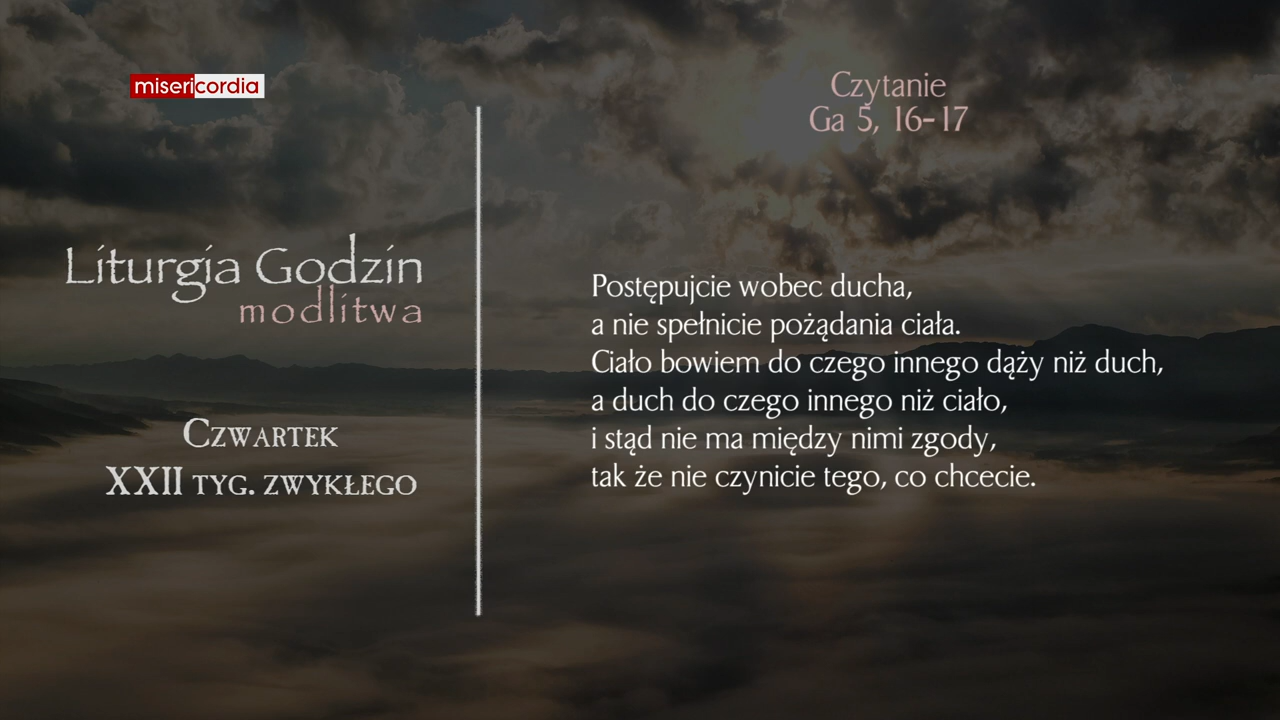 misericordia
Liturgia Godzin
modlitwa
Czwartek
XXII tyg. zwykłego
Czytanie
Ga 5, 16-17
Postępujcie wobec ducha,
a nie spełnicie pożądania ciała.
Ciało bowiem do czego innego dąży niż duch,
a duch do czego innego niż ciało,
i stąd nie ma między nimi zgody,
tak że nie czynicie tego, co chcecie.